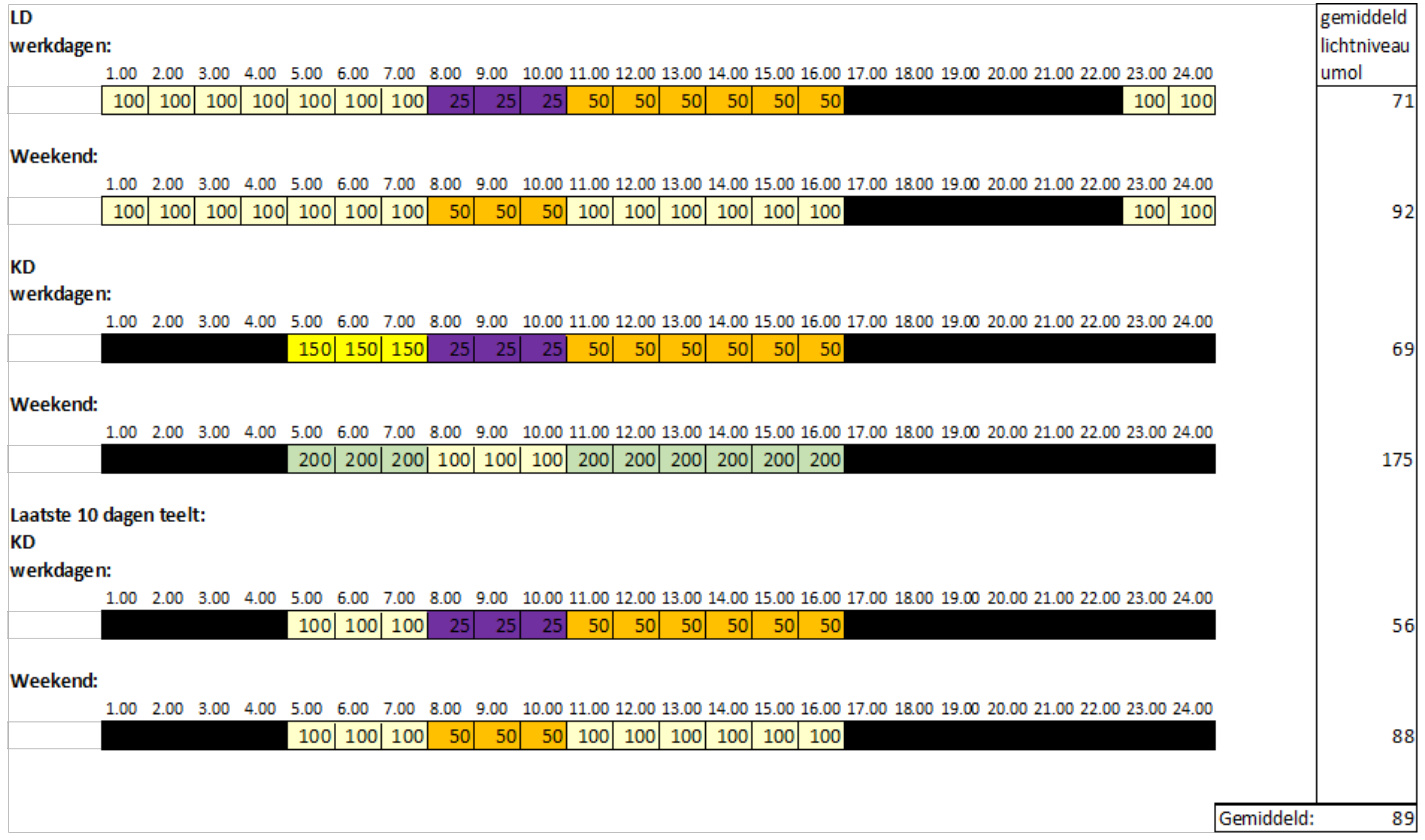 LD
gemiddeld
werkdagen:
lichtniveau
umol
1.00 2.00 3.00 4.00 5.00 6.00 7.00 8.00 9.00 10.00 11.00 12.00 13.00 14.00 15.00 16.00 17.00 18.00 19.00 20.00 21.00 22.00 23.00 24.00
100 100 100 100 100 100 100 25 25 25 50 50 50 50 50 50 100 100 71
Weekend:
1.00 2.00 3.00 4.00 5.00 6.00 7.00 8.00 9.00 10.00 11.00 12.00 13.00 14.00 15.00 16.00 17.00 18.00 19.00 20.00 21.00 22.00 23.00 24.00
100 100 100 100 100 100 100 50 50 50 100 100 100 100 100 100 100 100 92
KD
werkdagen:
1.00 2.00 3.00 4.00 5.00 6.00 7.00 8.00 9.00 10.00 11.00 12.00 13.00 14.00 15.00 16.00 17.00 18.00 19.00 20.00 21.00 22.00 23.00 24.00
150 150 150 25 25 25 50 50 50 50 50 50 69
Weekend:
1.00 2.00 3.00 4.00 5.00 6.00 7.00 8.00 9.00 10.00 11.00 12.00 13.00 14.00 15.00 16.00 17.00 18.00 19.00 20.00 21.00 22.00 23.00 24.00
200 200 200 100 100 100 200 200 200 200 200 200 175
Laatste 10 dagen teelt:
KD
werkdagen:
1.00 2.00 3.00 4.00 5.00 6.00 7.00 8.00 9.00 10.00 11.00 12.00 13.00 14.00 15.00 16.00 17.00 18.00 19.00 20.00 21.00 22.00 23.00 24.00
100 100 100 25 25 25 50 50 50 50 50 50 56
Weekend:
1.00 2.00 3.00 4.00 5.00 6.00 7.00 8.00 9.00 10.00 11.00 12.00 13.00 14.00 15.00 16.00 17.00 18.00 19.00 20.00 21.00 22.00 23.00 24.00
100 100 100 50 50 50 100 100 100 100 100 100 88
Gemiddeld: 89